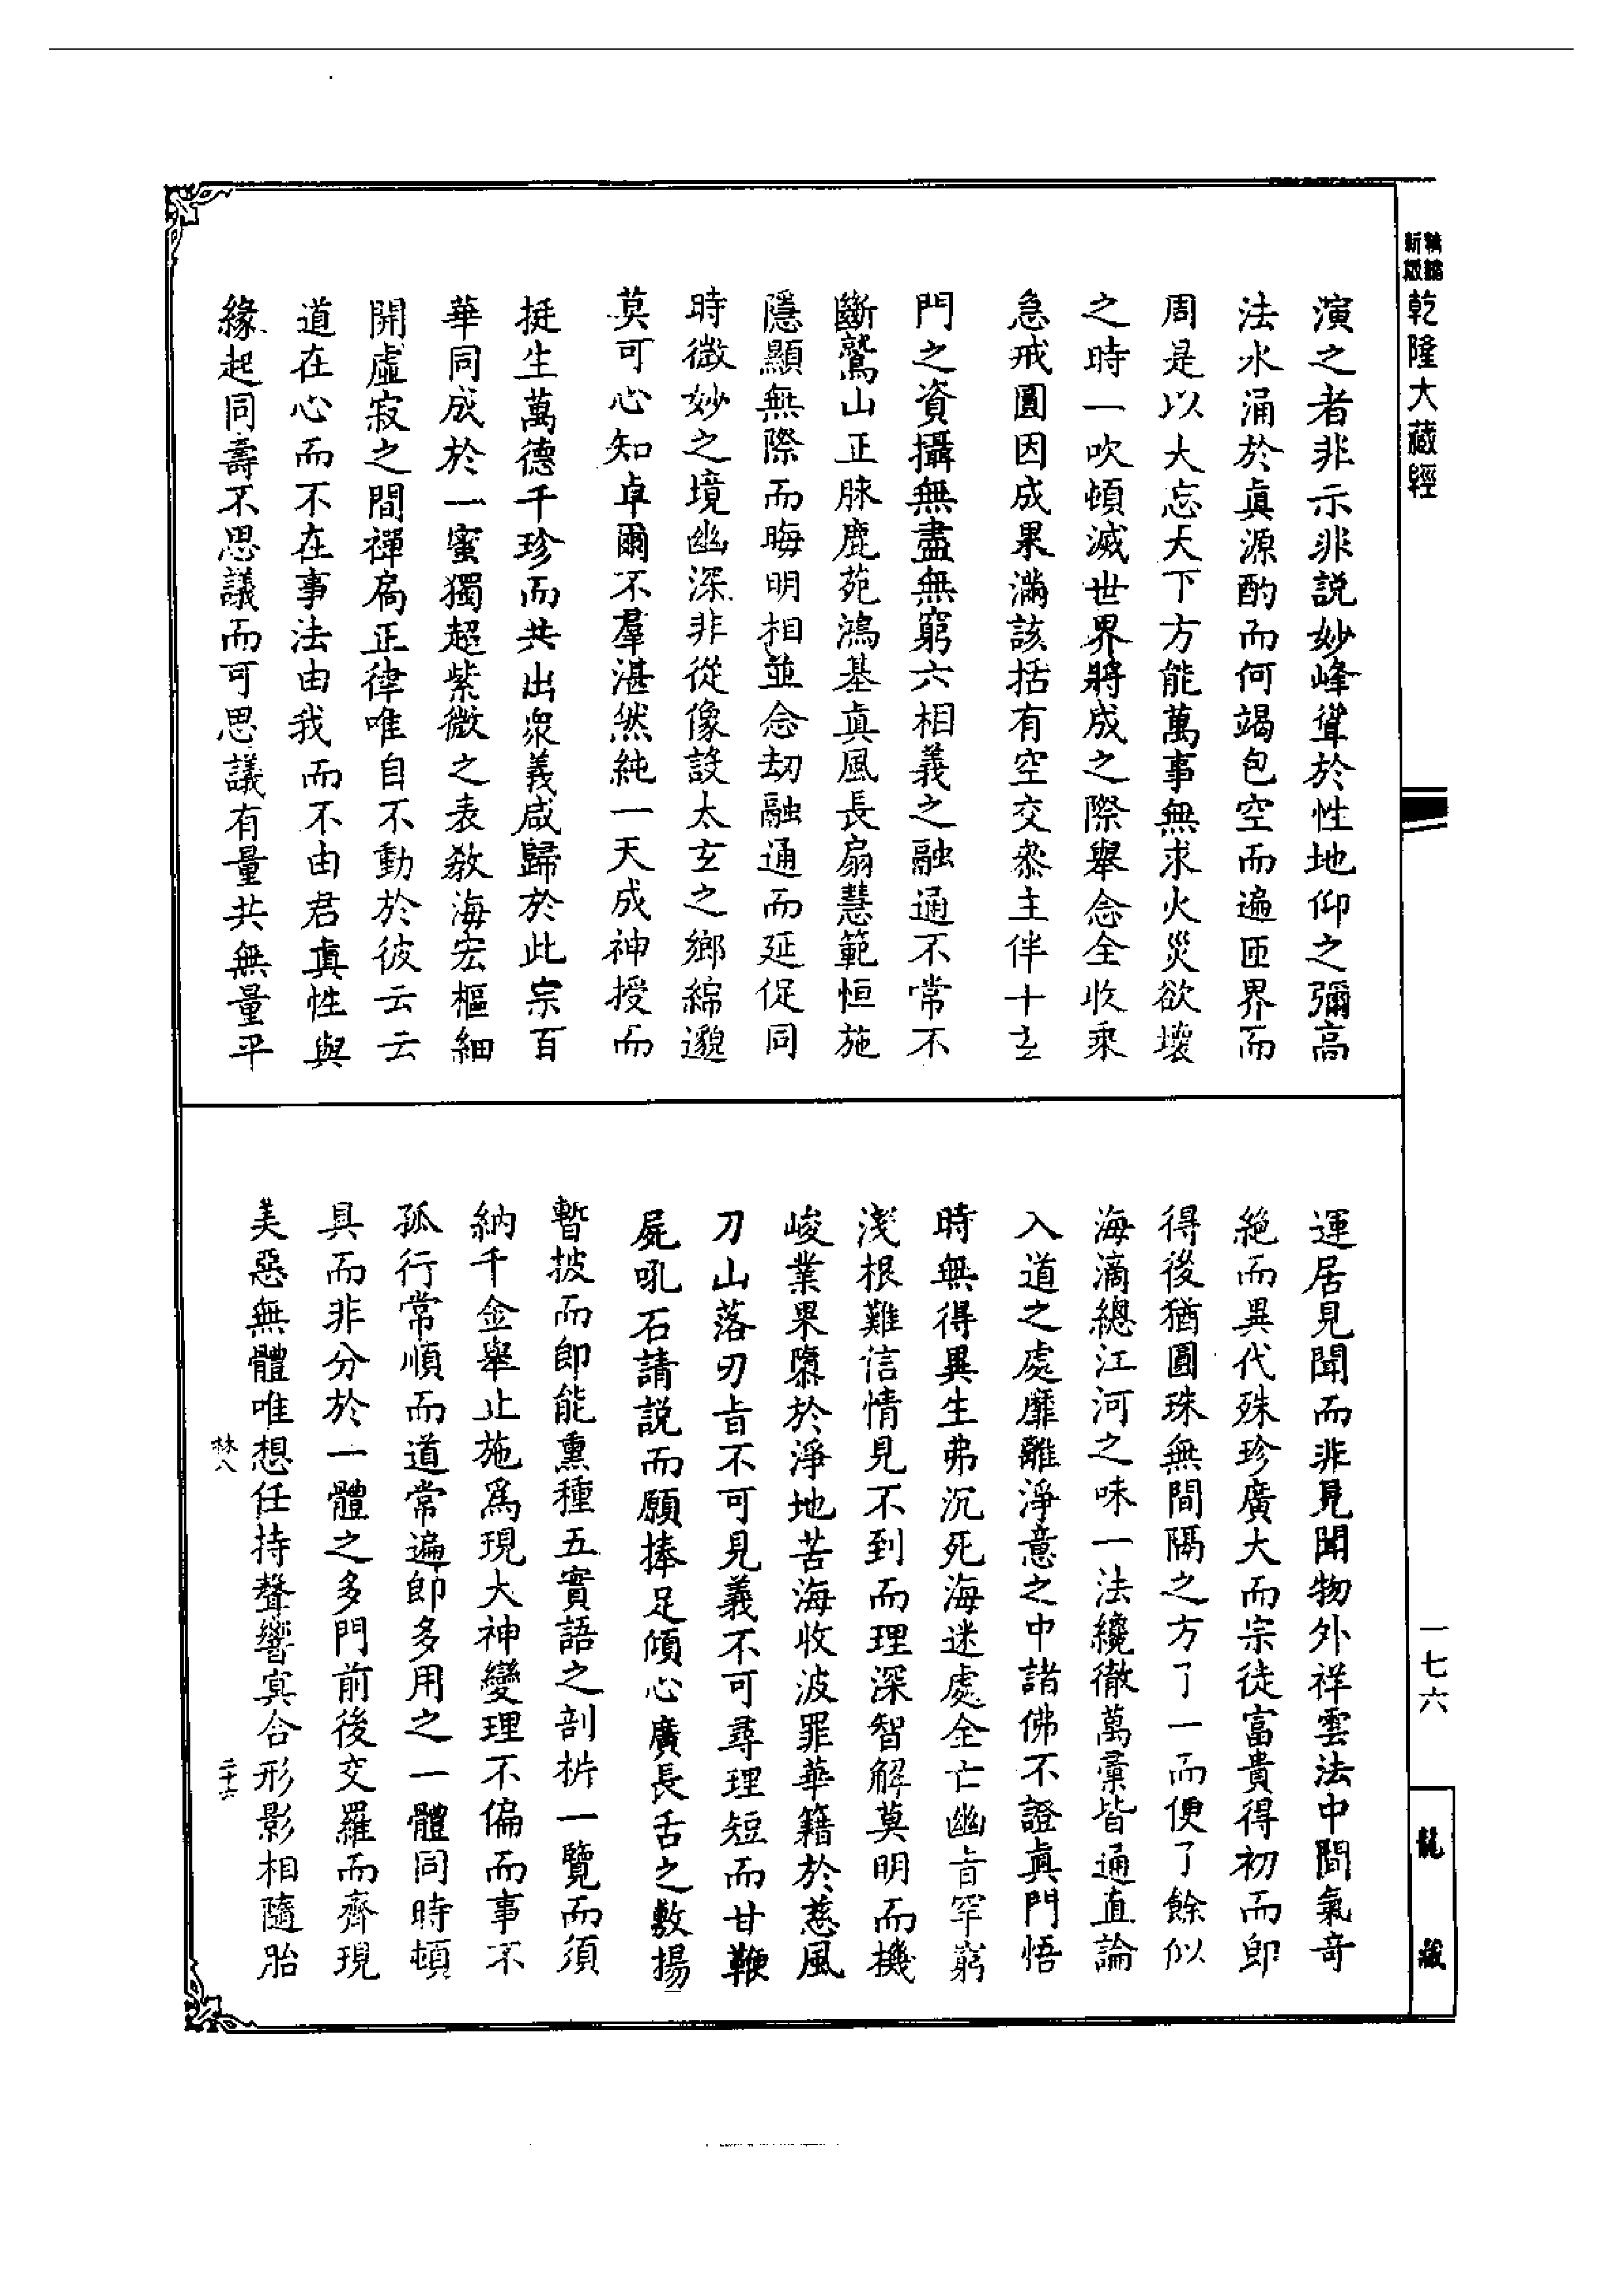 新編縮版
乾隆大藏經
演之者非示非說妙峰聳於性地仰之彌高
法水涌於眞源酌而何竭包空而遍匝界而
周是以大忘天下方能萬事無求火災欲壞
之時一吹頓滅世界將成之際舉念全收乘
急戒圓因成果滿該括有空交叅主伴十玄
門之資攝無盡無窮六相義之融通不常不
斷鷲山正脉鹿苑鴻基眞風長扇慧範恒施
隱顯無際而晦明相並念劫融通而延促同
時微妙之境幽深非從像設太玄之鄉綿邈
莫可心知卓爾不羣湛然純一天成神授而
挺生萬德千珍而共出衆義咸歸於此宗百
華同成於一蜜獨超紫微之表敎海宏樞細
開虛寂之間禪扃正律唯自不動於彼云云
道在心而不在事法由我而不由君眞性與
緣起同壽不思議而可思議有量共無量平
運居見聞而非見聞物外祥雲法中間氣奇
絕而異代殊珍廣大而宗徒富貴得初而即
得後猶圓珠無間隔之方了一而便了餘似
海滴總江河之味一法纔徹萬彙皆通直論
入道之處靡離淨意之中諸佛不證眞門悟
時無得異生弗沉死海迷處全亡幽旨罕窮
淺根難信情見不到而理深智解莫明而機
峻業果隳於淨地苦海收波罪華籍於慈風
刀山落刃旨不可見義不可尋理短而甘鞭
屍吼石請說而願捧足傾心廣長舌之敷揚
暫披而即能熏種五實語之剖析一覽而須
納千金舉止施爲現大神變理不偏而事不
孤行常順而道常遍即多用之一體同時頓
具而非分於一體之多門前後交羅而齊現
美惡無體唯想任持聲響冥合形影相隨胎
林八
二十六
一七六
龍藏